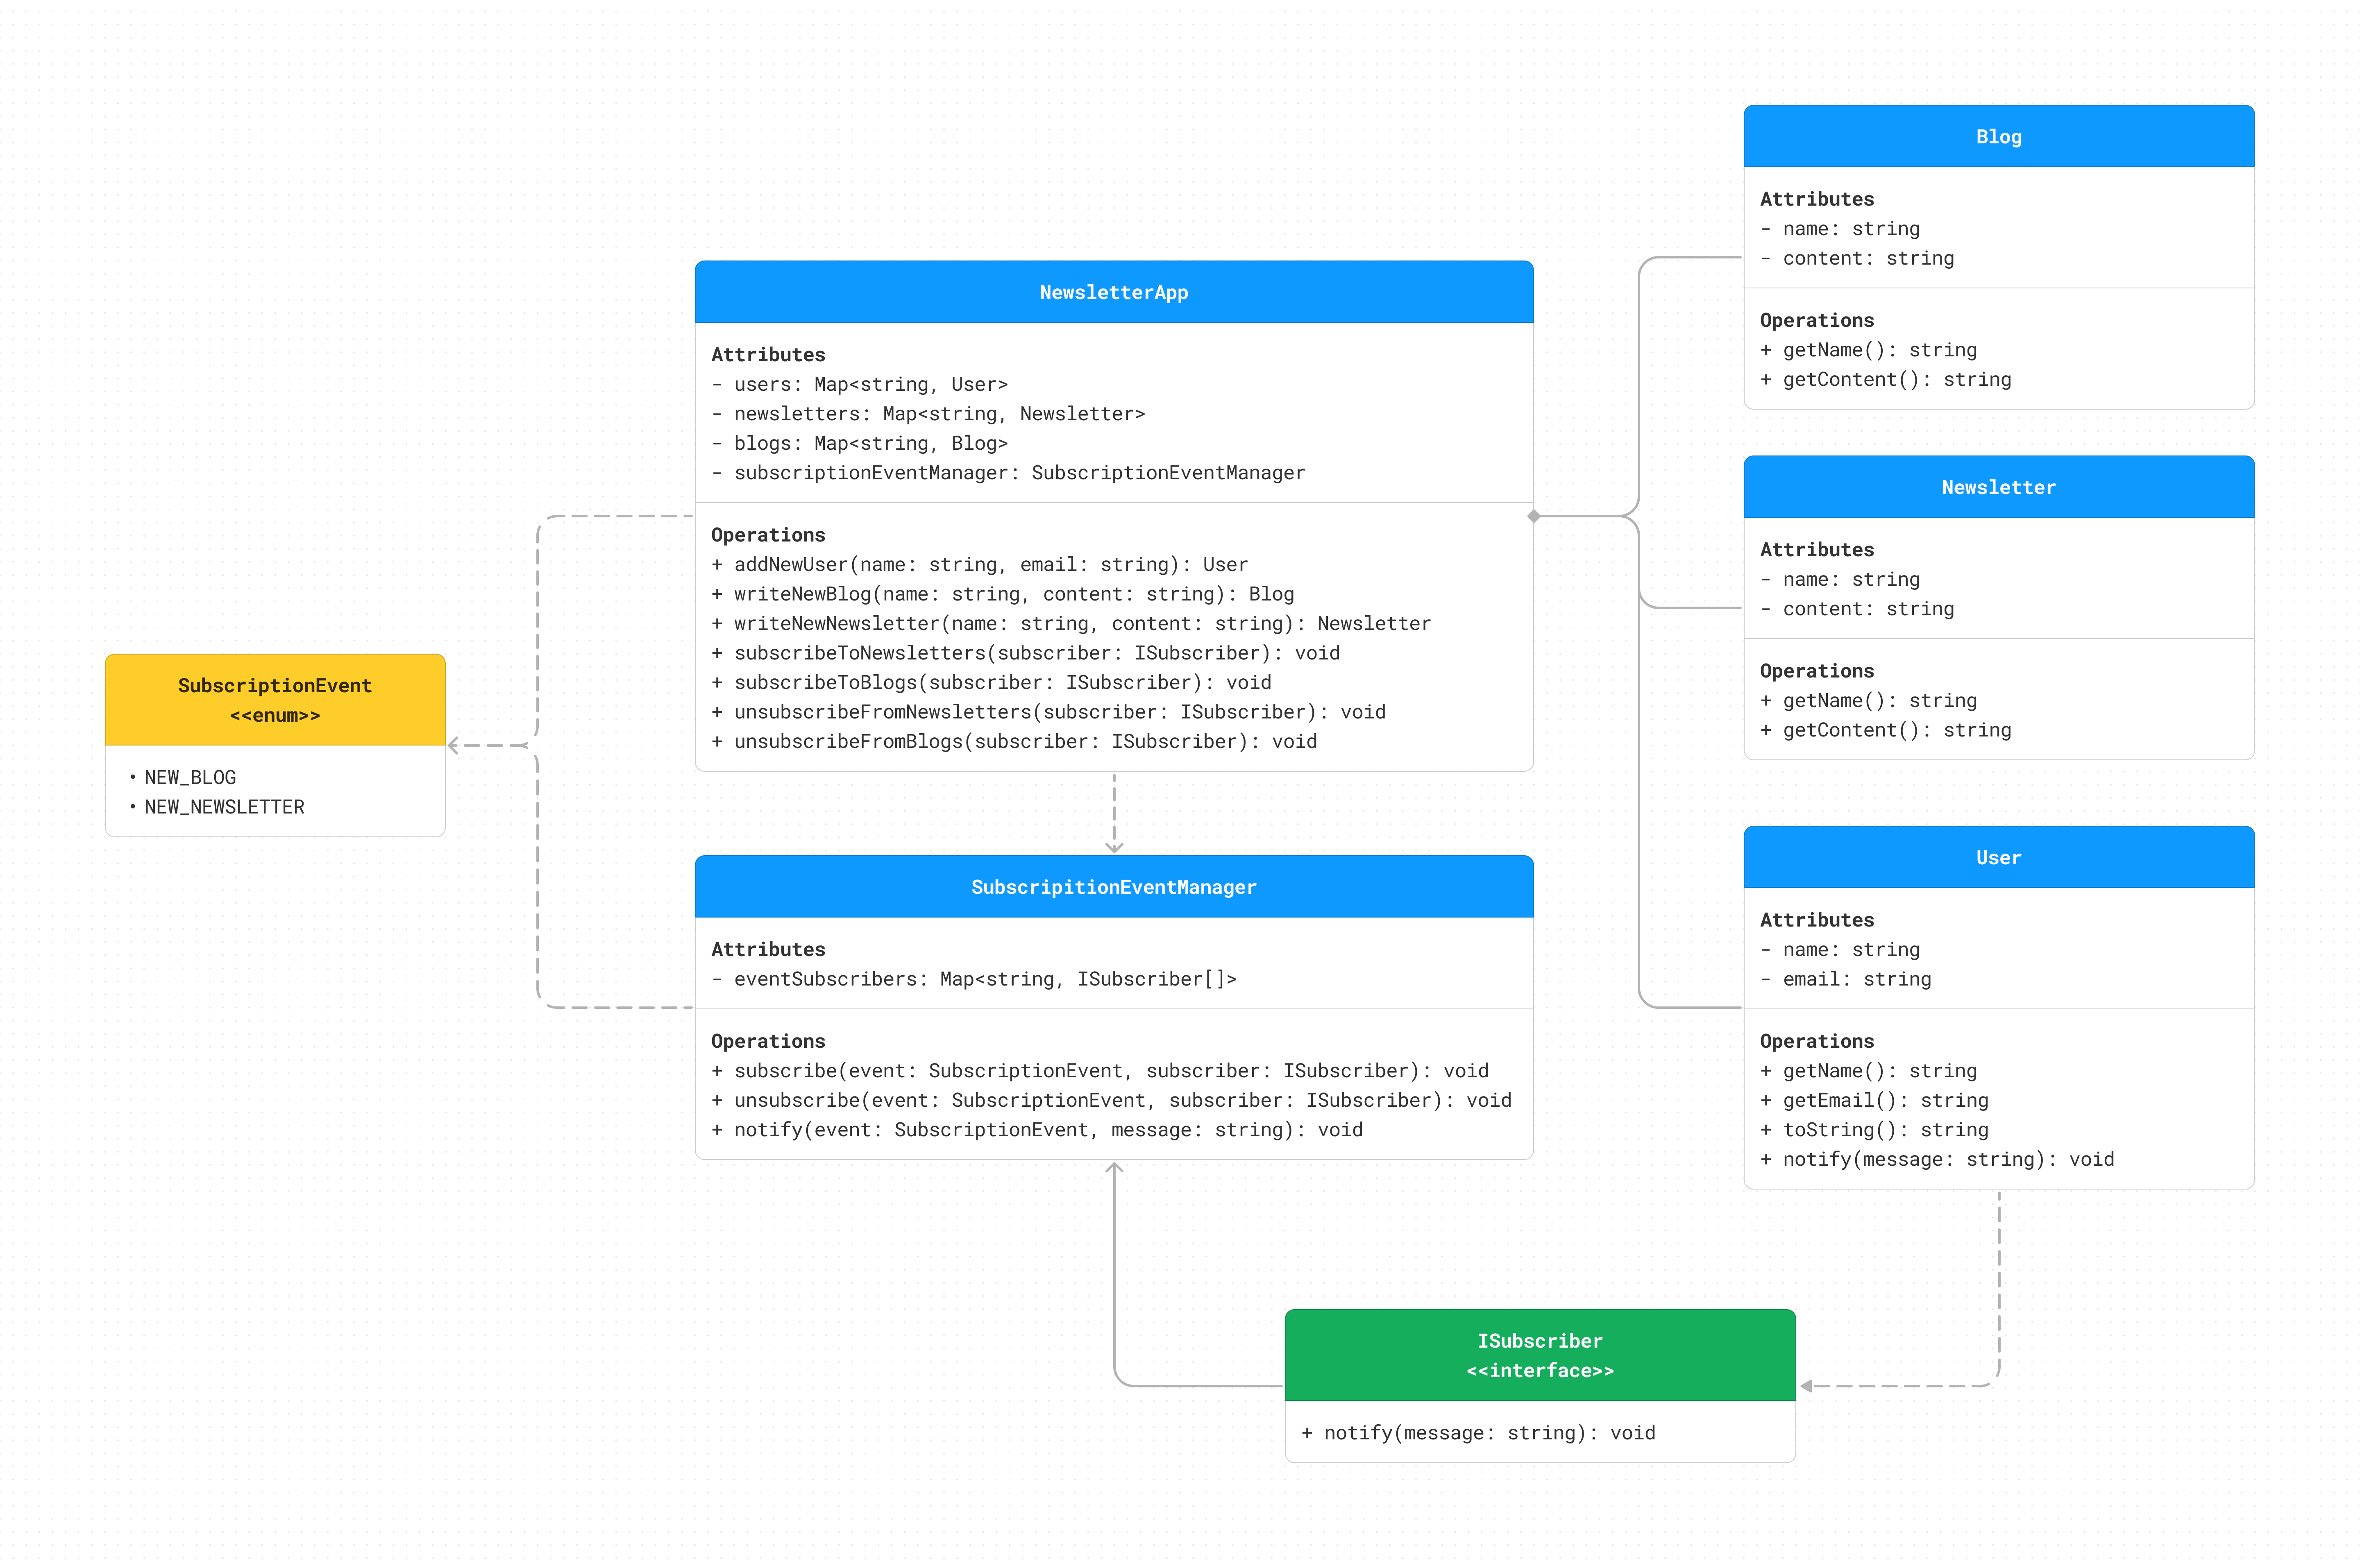 Blog
Attributes
- name: string
- content: string
Operations
+ getName(): string
+ getContent(): string
NewsletterApp
Attributes
- users: Map<string, User>
- newsletters: Map<string, Newsletter>
- blogs: Map<string, Blog>
- subscriptionEventManager: SubscriptionEventManager
Operations
+ addNewUser(name: string, email: string): User
+ writeNewBlog(name: string, content: string): Blog
+ writeNewNewsletter(name: string, content: string): Newsletter
+ subscribeToNewsletters(subscriber: ISubscriber): void
+ subscribeToBlogs(subscriber: ISubscriber): void
+ unsubscribeFromNewsletters(subscriber: ISubscriber): void
+ unsubscribeFromBlogs(subscriber: ISubscriber): void
Newsletter
Attributes
- name: string
- content: string
Operations
+ getName(): string
+ getContent(): string
SubscriptionEvent
<<enum>>
• NEW_BLOG
• NEW_NEWSLETTER
SubscripitionEventManager
Attributes
- eventSubscribers: Map<string, ISubscriber[]>
Operations
+ subscribe(event: SubscriptionEvent, subscriber: ISubscriber): void
+ unsubscribe(event: SubscriptionEvent, subscriber: ISubscriber): void
+ notify(event: SubscriptionEvent, message: string): void
User
Attributes
- name: string
- email: string
Operations
+ getName(): string
+ getEmail(): string
+ toString(): string
+ notify(message: string): void
ISubscriber
<<interface>>
+ notify(message: string): void